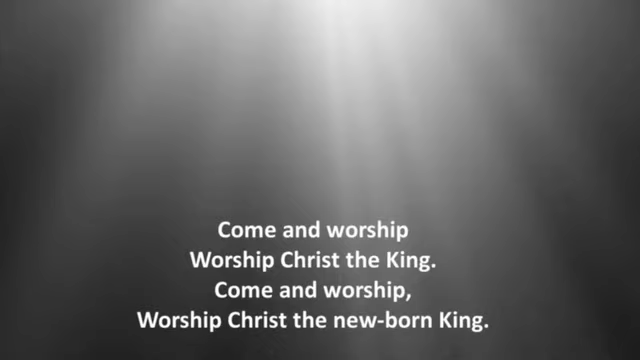 Come and worship
Worship Christ the King.
Come and worship,
Worship Christ the new-born King.